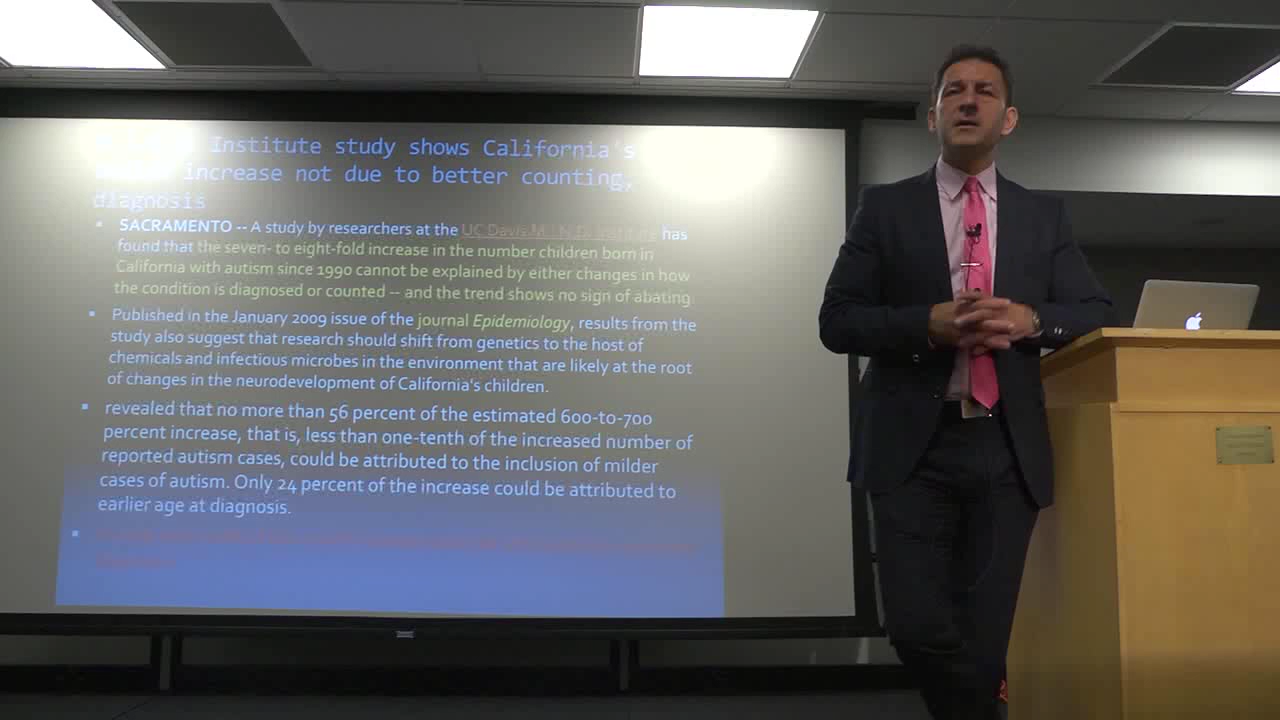 Institute study shows California's
increase not due to better counting,
diagnosis
SACRAMENTO -- A study by researchers at the UC Davis M.I.N.D. has
found that the seven- to eight-fold increase in the number children born in
California with autism since 1990 cannot be explained by either changes in how
the condition is diagnosed or counted -- and the trend shows no sign of abating
Published in the January 2009 issue of the journal Epidemiology, results from the
study also suggest that research should shift from genetics to the host of
chemicals and infectious microbes in the environment that are likely at the root
of changes in the neurodevelopment of California's children.
revealed that no more than 56 percent of the estimated 600-to-700
percent increase, that is, less than one-tenth of the increased number of
reported autism cases, could be attributed to the inclusion of milder
cases of autism. Only 24 percent of the increase could be attributed to
earlier age at diagnosis.